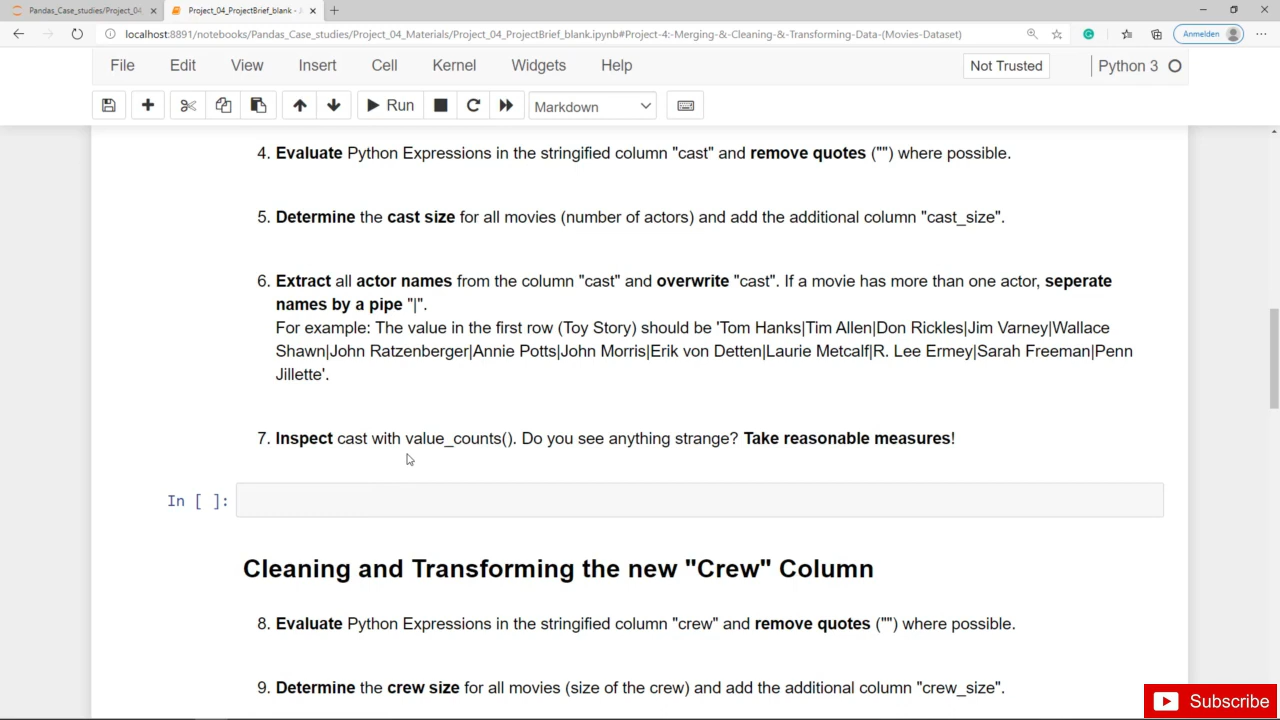 Pandas_Case_studies/Project_04
Project_04_ProjectBrief_blank -
localhost:8891/notebooks/Pandas_Case_studies/Project_04_Materials/Project_04_ProjectBrief_blank.ipynb#Project-4:-Merging-&-Cleaning-&-Transforming-Data-(Movies-Dataset)
Anmelden
File Edit View Insert Cell Kernel Widgets Help Not Trusted Python 3
Run Markdown
4. Evaluate Python Expressions in the stringified column "cast" and remove quotes ("") where possible.
5. Determine the cast size for all movies (number of actors) and add the additional column "cast_size".
6. Extract all actor names from the column "cast" and overwrite "cast". If a movie has more than one actor, seperate
names by a pipe "|".
For example: The value in the first row (Toy Story) should be 'Tom Hanks|Tim Allen|Don Rickles|Jim Varney|Wallace
Shawn|John Ratzenberger|Annie Potts|John Morris|Erik von Detten|Laurie Metcalf|R. Lee Ermey|Sarah Freeman|Penn
Jillette'.
7. Inspect cast with value_counts(). Do you see anything strange? Take reasonable measures!
In [ ]:
Cleaning and Transforming the new "Crew" Column
8. Evaluate Python Expressions in the stringified column "crew" and remove quotes ("") where possible.
9. Determine the crew size for all movies (size of the crew) and add the additional column "crew_size".
Subscribe